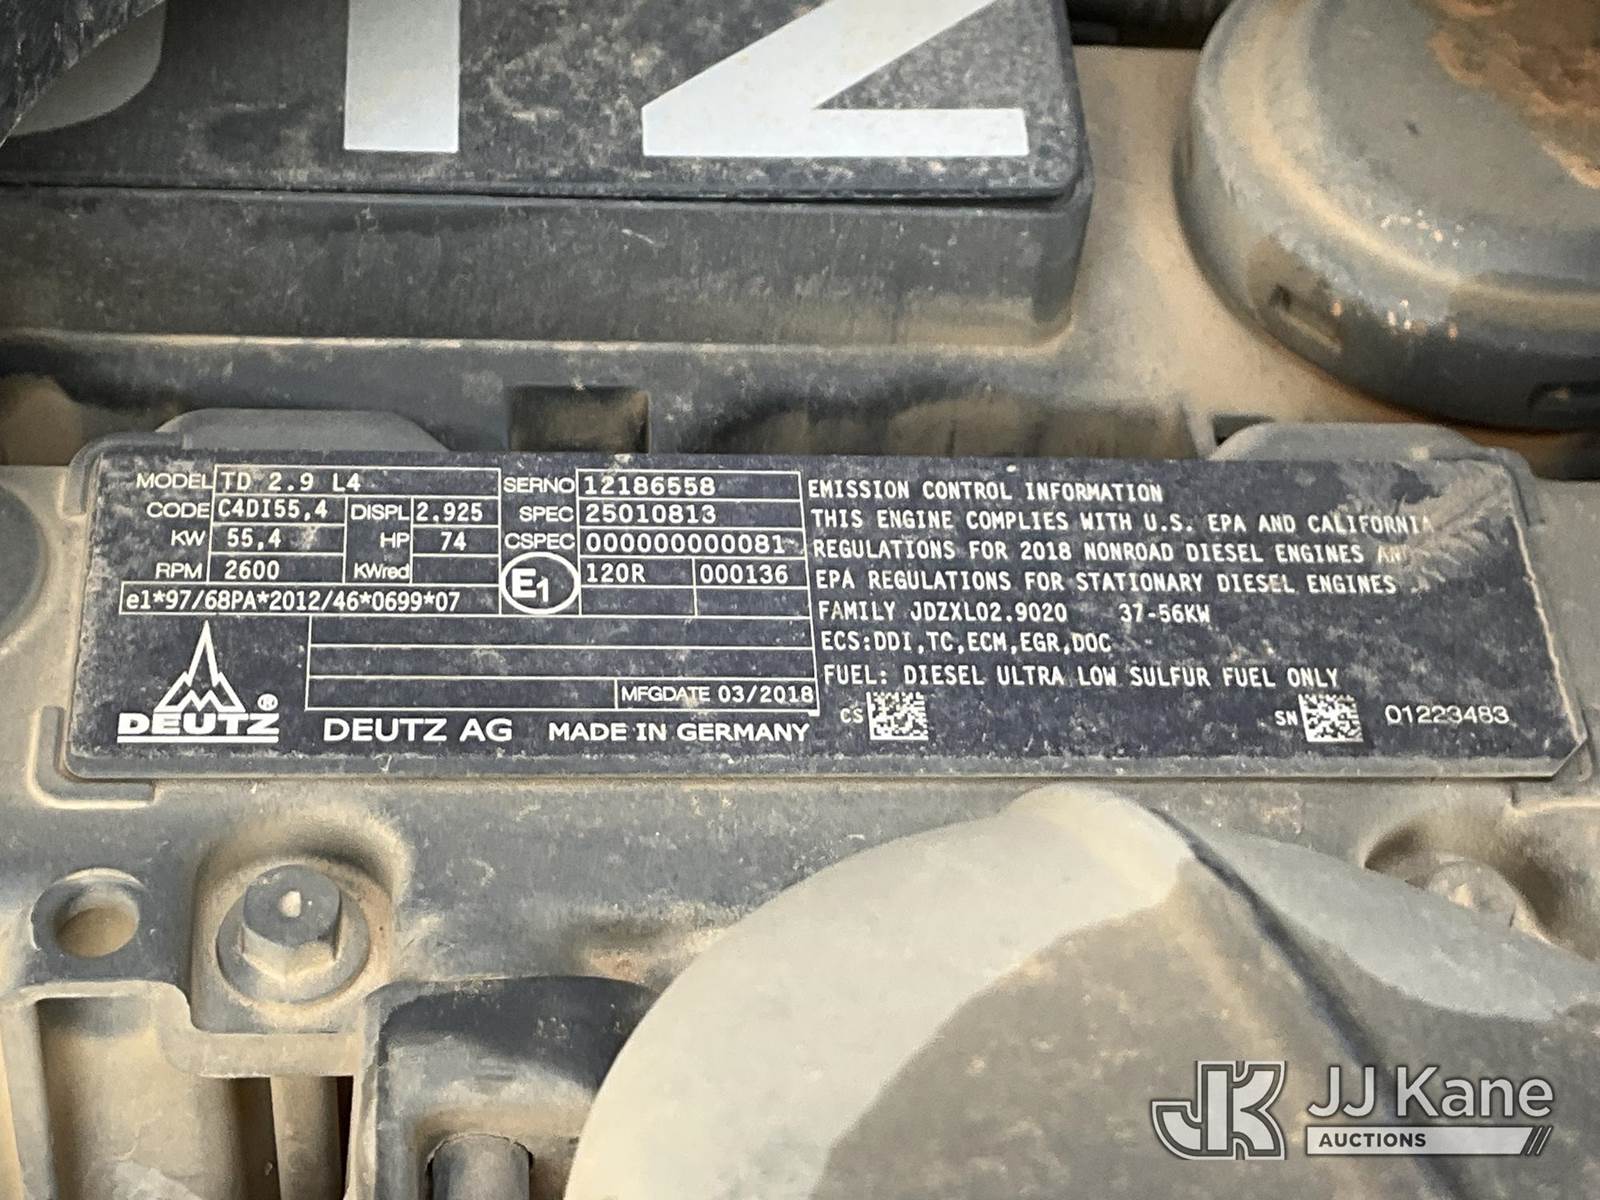 TZ
MODEL TD 2.9 L4 SERNO 12186558
CODE C4DI55,4 DISPL 2.925 SPEC 25010813
KW 55,4 HP 74 CSPEC 000000000081
RPM 2600 KWred E1 120R 000136
e1*97/68PA*2012/46*0699*07
MFGDATE 03/2018
DEUTZ® DEUTZ AG MADE IN GERMANY
EMISSION CONTROL INFORMATION
THIS ENGINE COMPLIES WITH U.S. EPA AND CALIFORNIA
REGULATIONS FOR 2018 NONROAD DIESEL ENGINES AND
EPA REGULATIONS FOR STATIONARY DIESEL ENGINES
FAMILY JDZXL02.9020 37-56KW
ECS:DDI,TC,ECM,EGR,DOC
FUEL: DIESEL ULTRA LOW SULFUR FUEL ONLY
CS SN 01223483
JK JJ Kane
AUCTIONS